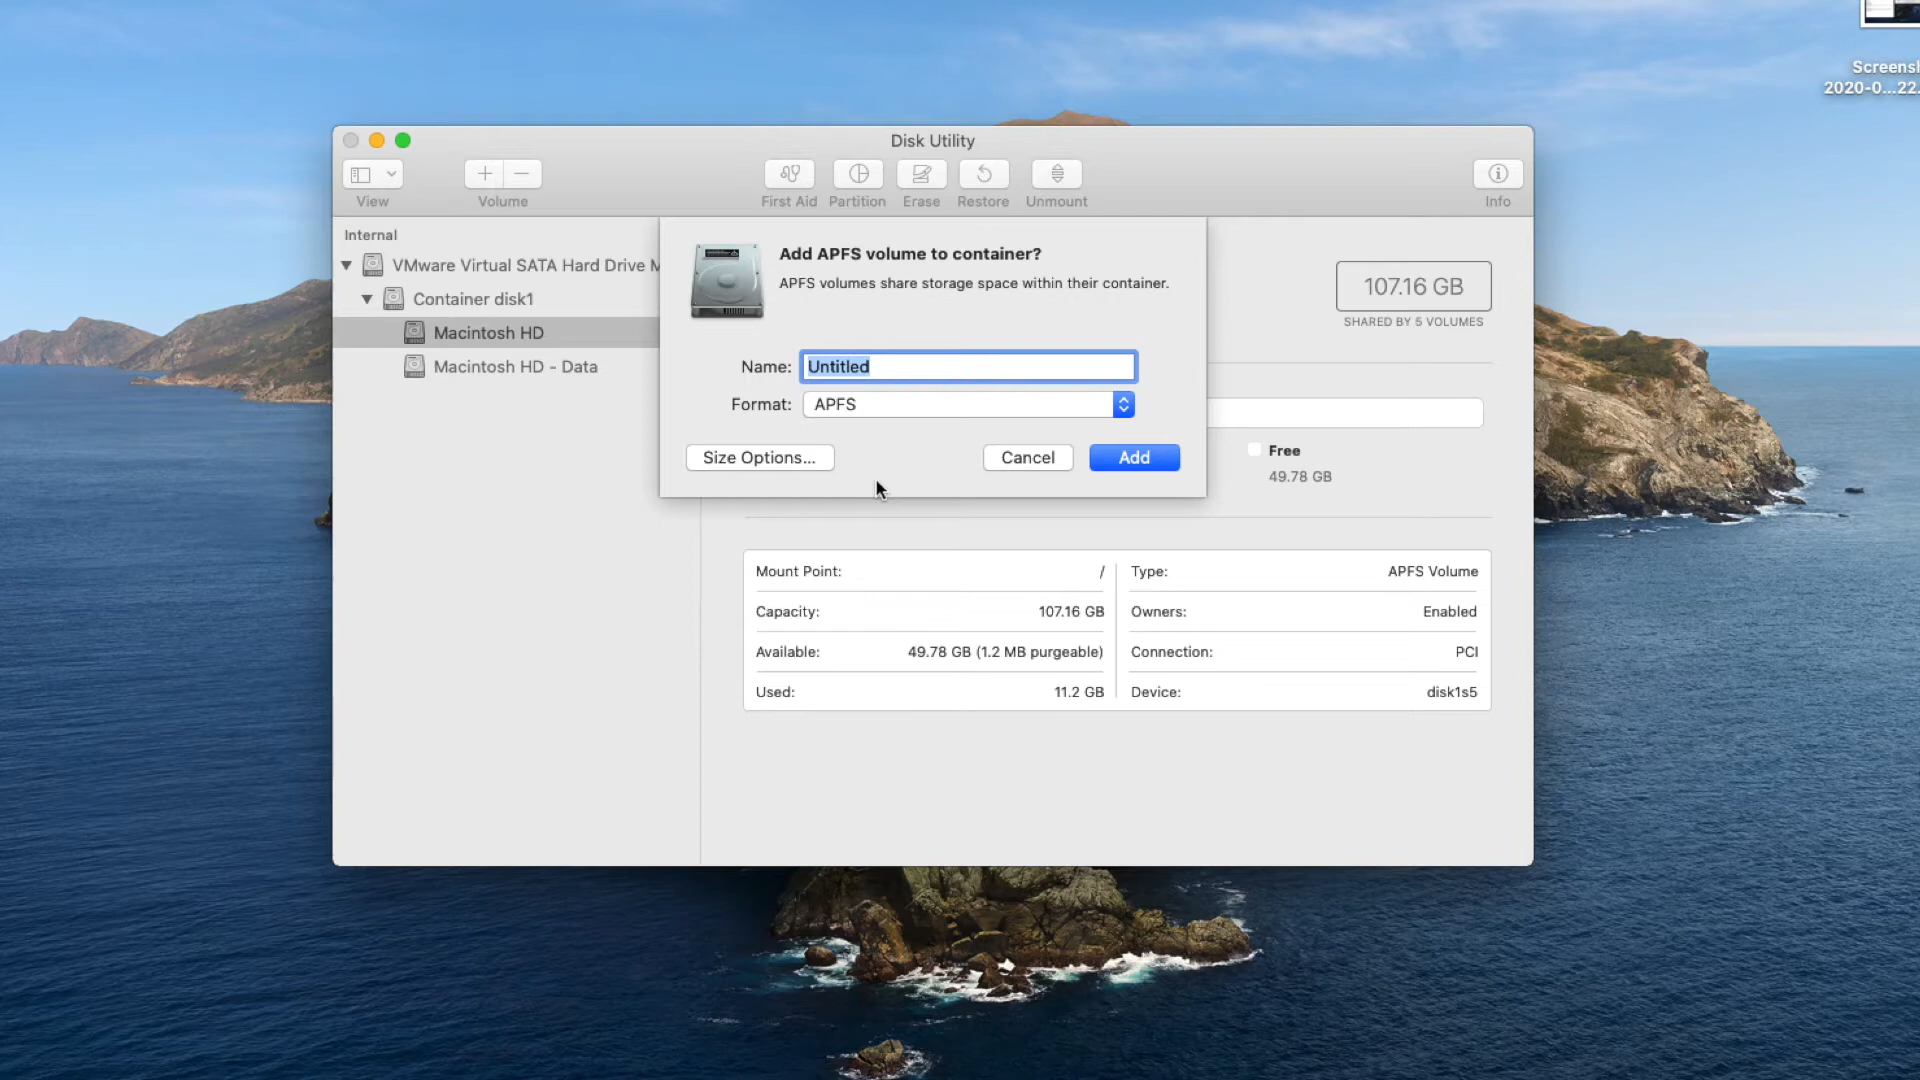 Screensh
2020-0...22.
Disk Utility
View
Volume
First Aid
Partition
Erase
Restore
Unmount
Info
Internal
VMware Virtual SATA Hard Drive M
Container disk1
Macintosh HD
Macintosh HD - Data
Add APFS volume to container?
APFS volumes share storage space within their container.
Name: Untitled
Format: APFS
Size Options...
Cancel
Add
107.16 GB
SHARED BY 5 VOLUMES
Free
49.78 GB
Mount Point: /
Capacity: 107.16 GB
Available: 49.78 GB (1.2 MB purgeable)
Used: 11.2 GB
Type: APFS Volume
Owners: Enabled
Connection: PCI
Device: disk1s5